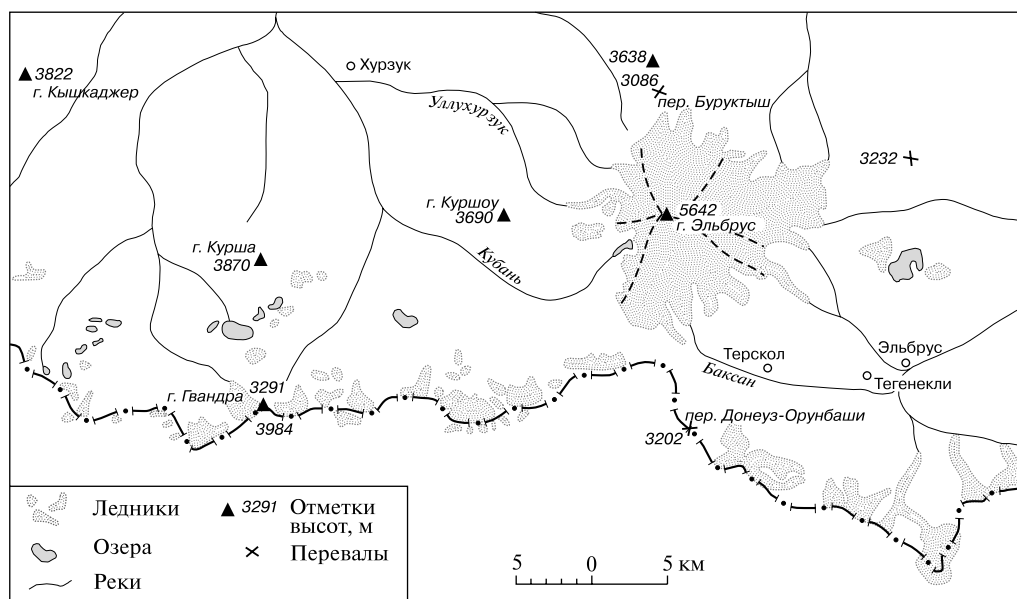 3822
г. Кышкаджер
Хурзук
Уллухурзук
3638
3086
пер. Буруктыш
3232
г. Куршоу
3690
5642
г. Эльбрус
г. Курша
3870
Кубань
Терскол
Баксан
Эльбрус
Тегенекли
г. Гвандра
3291
3984
пер. Донеуз-Орунбаши
3202
Ледники
Озера
Реки
3291 Отметки
высот, м
Перевалы
5 0 5 км